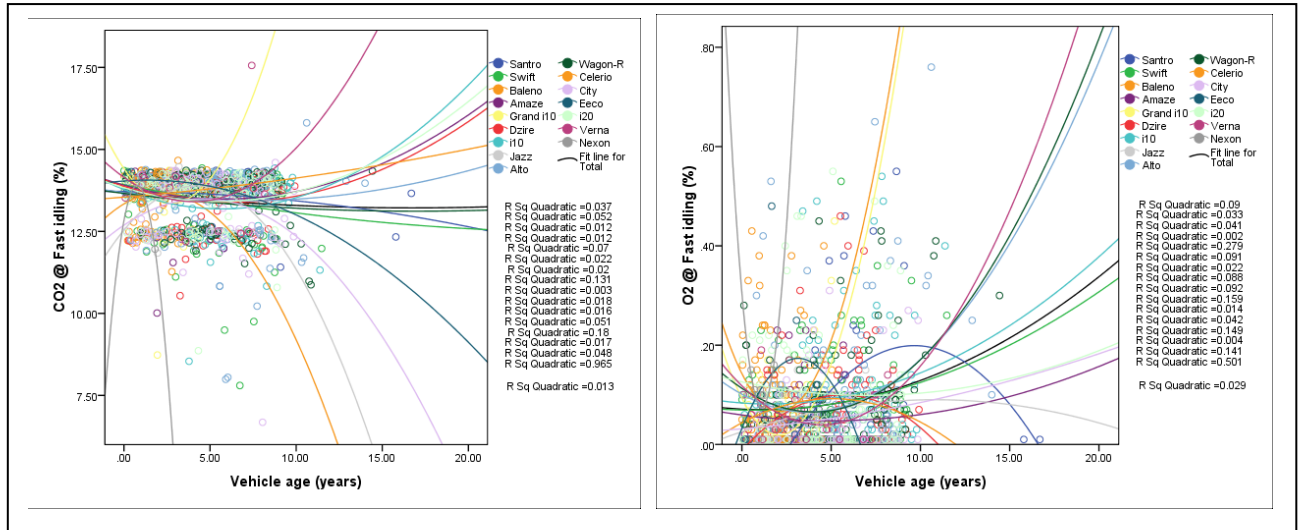 CO2 @ Fast idling (%)
17.50
15.00
12.50
10.00
7.50
.00
5.00
10.00
15.00
20.00
Vehicle age (years)
Santro
Swift
Baleno
Amaze
Grand i10
Dzire
i10
Jazz
Alto
Wagon-R
Celerio
City
Eeco
i20
Verna
Nexon
Fit line for
Total
R Sq Quadratic =0.037
R Sq Quadratic =0.052
R Sq Quadratic =0.012
R Sq Quadratic =0.012
R Sq Quadratic =0.07
R Sq Quadratic =0.022
R Sq Quadratic =0.02
R Sq Quadratic =0.131
R Sq Quadratic =0.003
R Sq Quadratic =0.018
R Sq Quadratic =0.016
R Sq Quadratic =0.051
R Sq Quadratic =0.18
R Sq Quadratic =0.017
R Sq Quadratic =0.048
R Sq Quadratic =0.965
R Sq Quadratic =0.013
O2 @ Fast idling (%)
.80
.60
.40
.20
.00
.00
5.00
10.00
15.00
20.00
Vehicle age (years)
Santro
Swift
Baleno
Amaze
Grand i10
Dzire
i10
Jazz
Alto
Wagon-R
Celerio
City
Eeco
i20
Verna
Nexon
Fit line for
Total
R Sq Quadratic =0.09
R Sq Quadratic =0.033
R Sq Quadratic =0.041
R Sq Quadratic =0.002
R Sq Quadratic =0.279
R Sq Quadratic =0.091
R Sq Quadratic =0.022
R Sq Quadratic =0.088
R Sq Quadratic =0.092
R Sq Quadratic =0.159
R Sq Quadratic =0.014
R Sq Quadratic =0.042
R Sq Quadratic =0.149
R Sq Quadratic =0.004
R Sq Quadratic =0.141
R Sq Quadratic =0.501
R Sq Quadratic =0.029